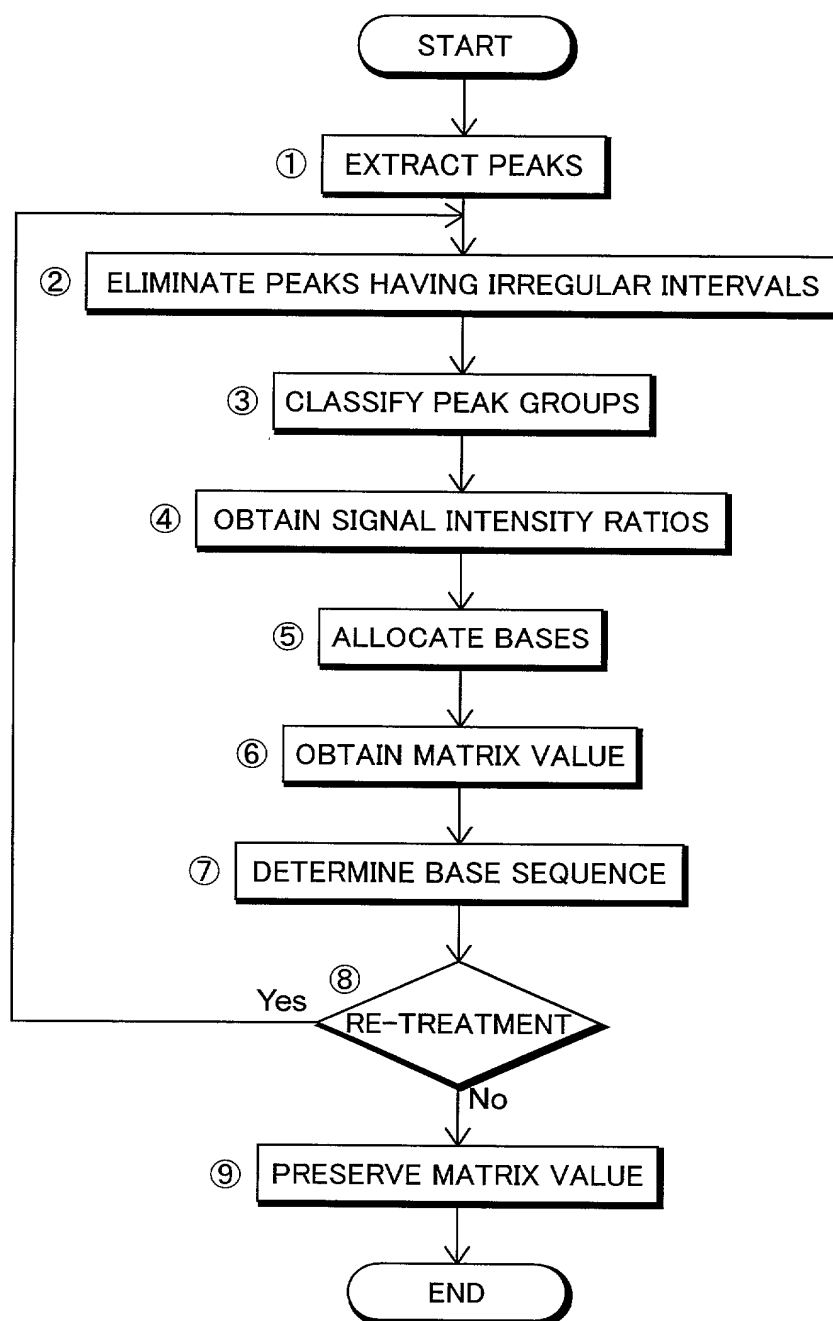 START
① EXTRACT PEAKS
② ELIMINATE PEAKS HAVING IRREGULAR INTERVALS
③ CLASSIFY PEAK GROUPS
④ OBTAIN SIGNAL INTENSITY RATIOS
⑤ ALLOCATE BASES
⑥ OBTAIN MATRIX VALUE
⑦ DETERMINE BASE SEQUENCE
⑧
Yes
RE-TREATMENT
No
⑨ PRESERVE MATRIX VALUE
END